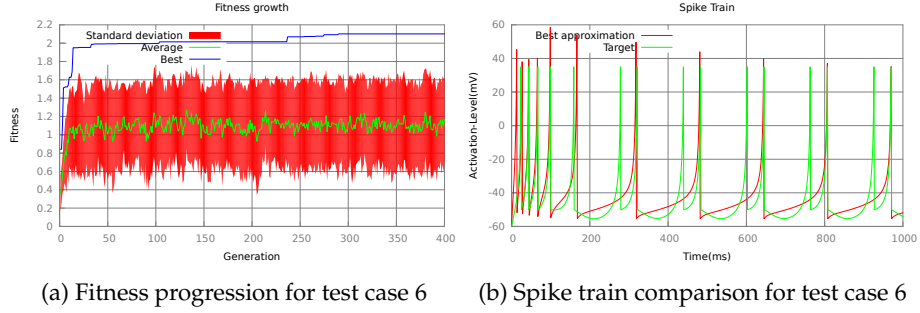 Fitness growth
2.2
2
1.8
1.6
1.4
1.2
1
0.8
0.6
0.4
0.2
0
Fitness
Standard deviation
Average
Best
0 50 100 150 200 250 300 350 400
Generation
(a) Fitness progression for test case 6
Spike Train
60
40
20
0
-20
-40
-60
Activation-Level(mV)
Best approximation
Target
0 200 400 600 800 1000
Time(ms)
(b) Spike train comparison for test case 6